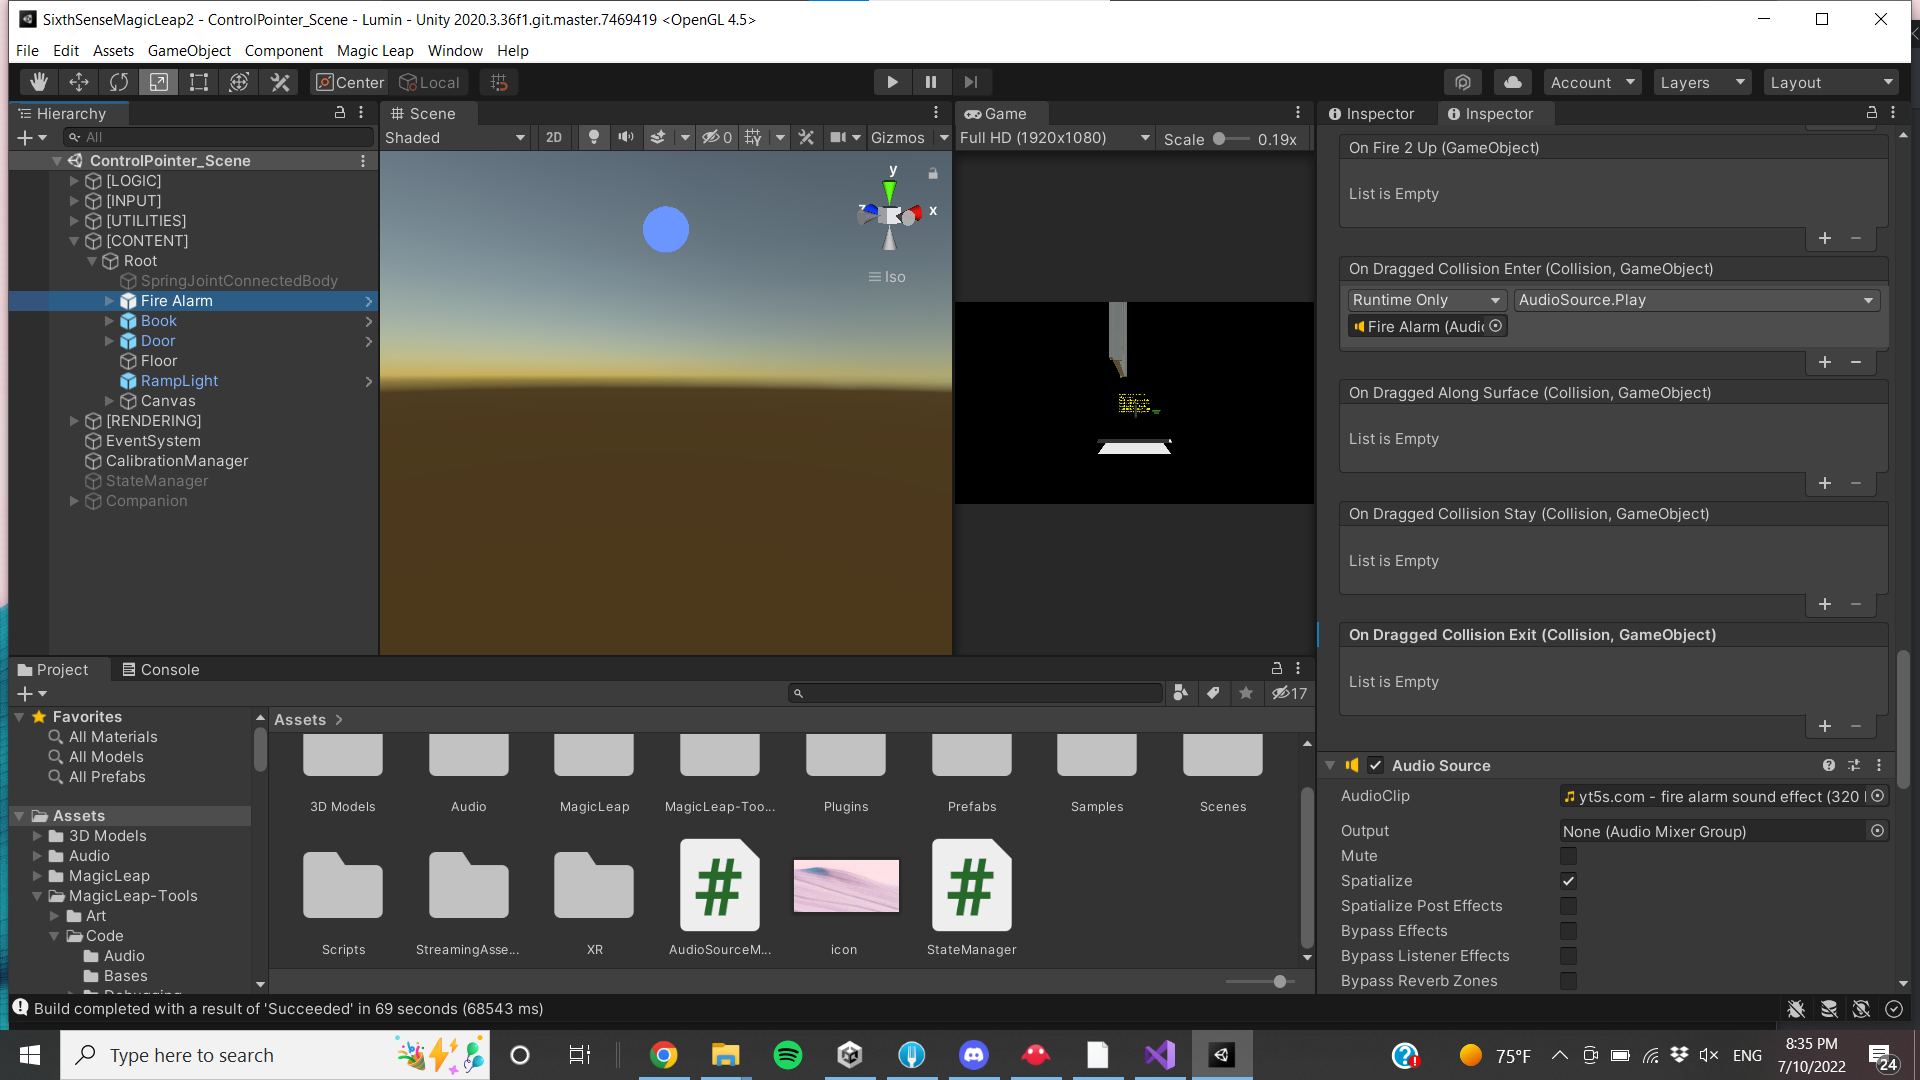 SixthSenseMagicLeap2 - ControlPointer_Scene - Lumin - Unity 2020.3.36f1.git.master.7469419 <OpenGL 4.5>
File Edit Assets GameObject Component Magic Leap Window Help
Center Local
Account Layers Layout
Hierarchy
All
ControlPointer_Scene
[LOGIC]
[INPUT]
[UTILITIES]
[CONTENT]
Root
SpringJointConnectedBody
Fire Alarm
Book
Door
Floor
RampLight
Canvas
[RENDERING]
EventSystem
CalibrationManager
StateManager
Companion
Scene
Shaded 2D 0 Gizmos
y
z x
Iso
Game
Full HD (1920x1080) Scale 0.19x
Inspector Inspector
On Fire 2 Up (GameObject)
List is Empty
On Dragged Collision Enter (Collision, GameObject)
Runtime Only AudioSource.Play
Fire Alarm (Audi
On Dragged Along Surface (Collision, GameObject)
List is Empty
On Dragged Collision Stay (Collision, GameObject)
List is Empty
On Dragged Collision Exit (Collision, GameObject)
List is Empty
Audio Source
AudioClip yt5s.com - fire alarm sound effect (320
Output None (Audio Mixer Group)
Mute
Spatialize
Spatialize Post Effects
Bypass Effects
Bypass Listener Effects
Bypass Reverb Zones
Project Console
17
Favorites
All Materials
All Models
All Prefabs
Assets
3D Models
Audio
MagicLeap
MagicLeap-Tools
Art
Code
Audio
Bases
Debugging
Assets
3D Models Audio MagicLeap MagicLeap-Too... Plugins Prefabs Samples Scenes
Scripts StreamingAsse... XR AudioSourceM... icon StateManager
Build completed with a result of 'Succeeded' in 69 seconds (68543 ms)
Type here to search
75°F ENG
8:35 PM
7/10/2022
24